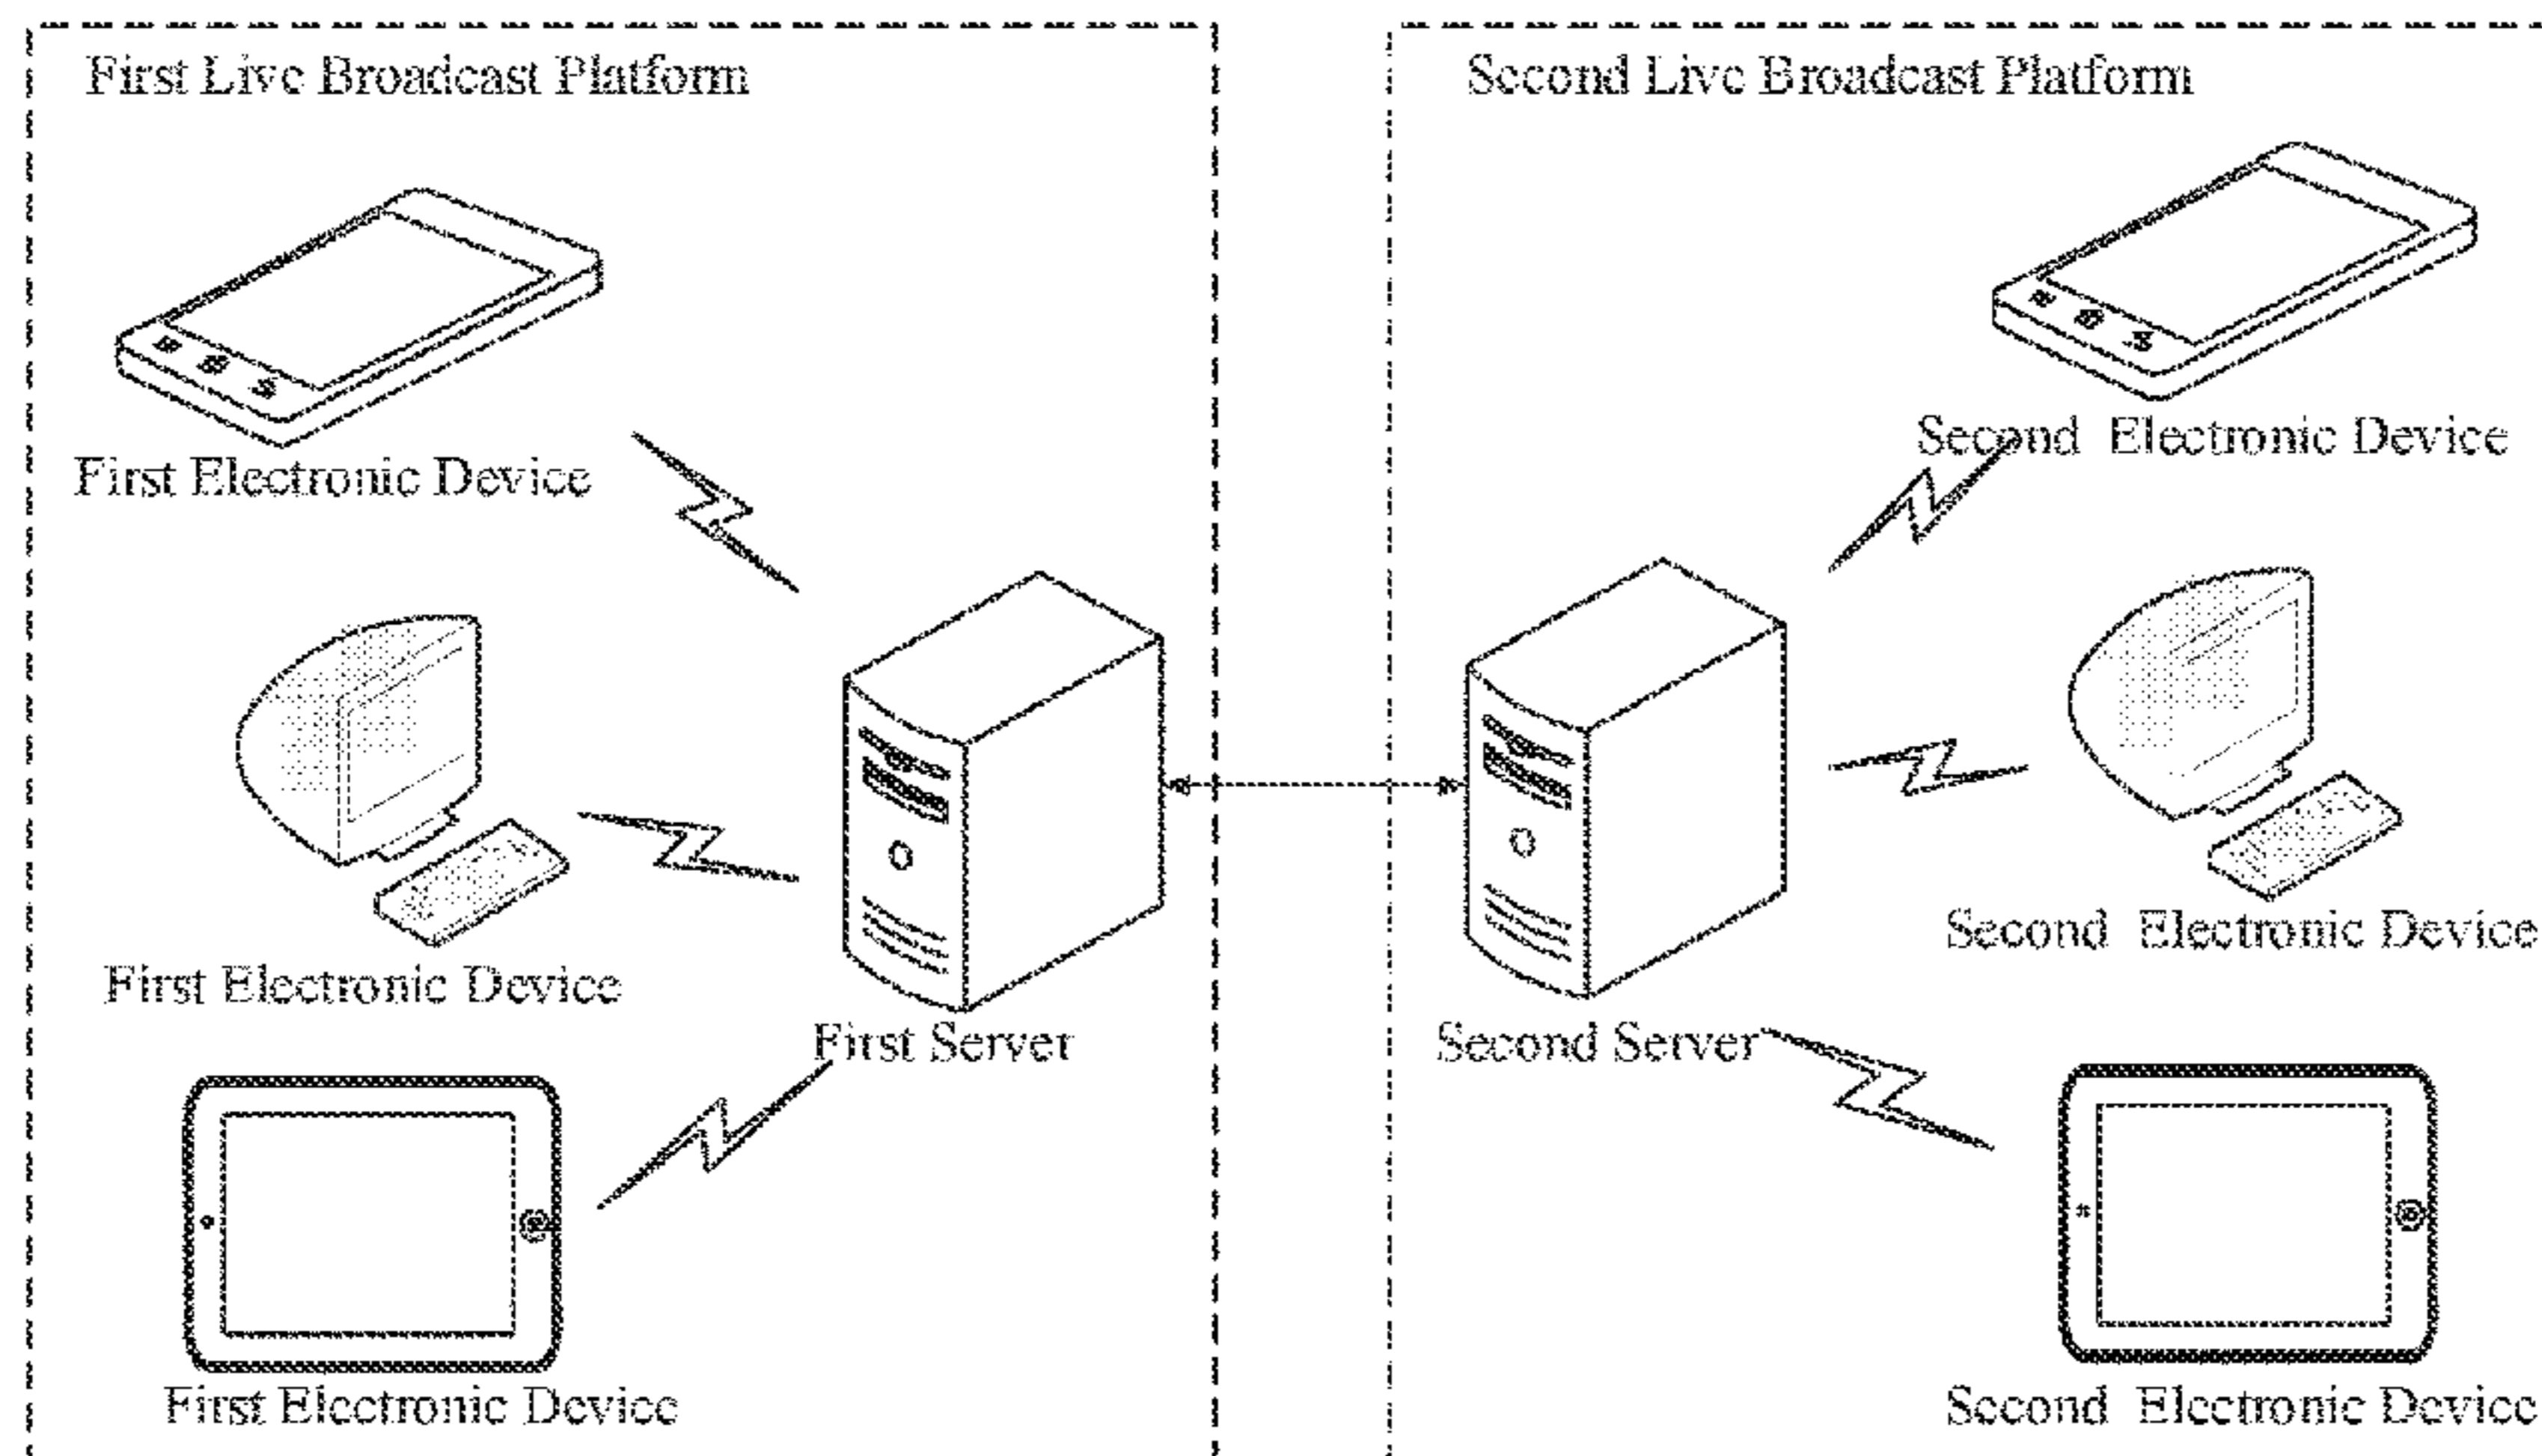 First Live Broadcast Platform
First Electronic Device
First Electronic Device
First Server
First Electronic Device
Second Live Broadcast Platform
Second Electronic Device
Second Electronic Device
Second Server
Second Electronic Device